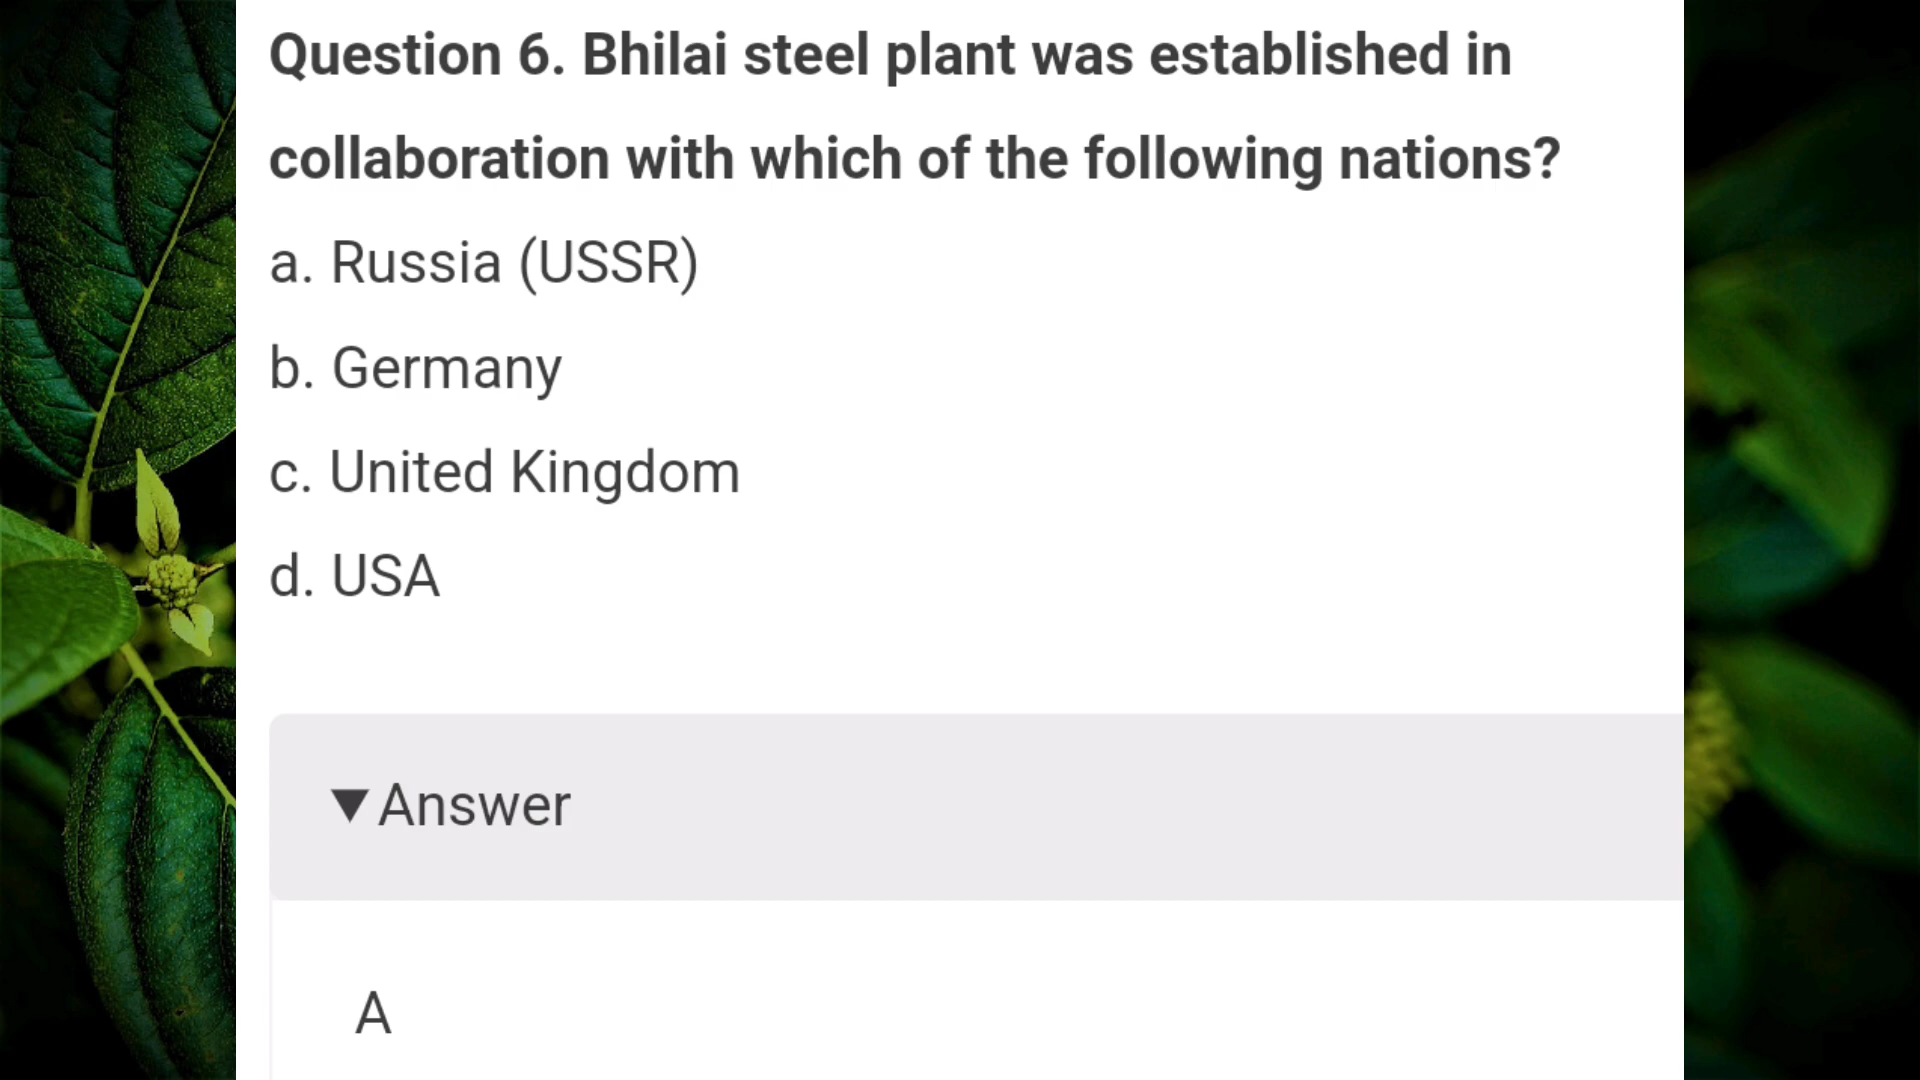 Question 6. Bhilai steel plant was established in
collaboration with which of the following nations?
a. Russia (USSR)
b. Germany
c. United Kingdom
d. USA
▼Answer
A